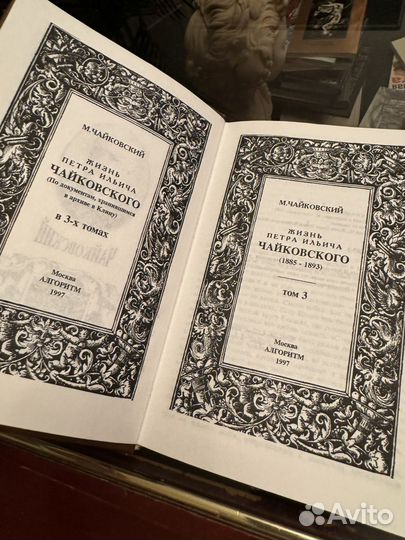 М.ЧАЙКОВСКИЙ
ЖИЗНЬ
ПЕТРА ИЛЬИЧА
ЧАЙКОВСКОГО
(По документам, хранившимся
в архиве в Клину)
в 3-х томах
Москва
АЛГОРИТМ
1997
М.ЧАЙКОВСКИЙ
ЖИЗНЬ
ПЕТРА ИЛЬИЧА
ЧАЙКОВСКОГО
(1885 - 1893)
том 3
Москва
АЛГОРИТМ
1997
Avito